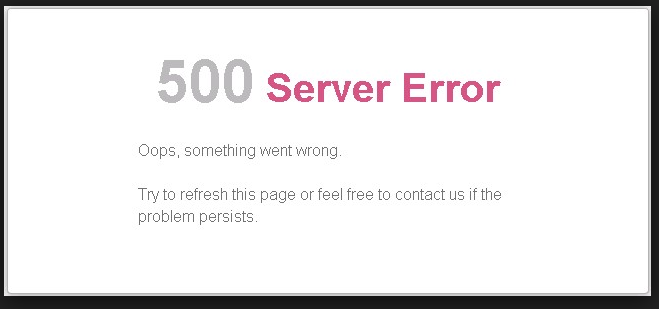 500 Server Error
Oops, something went wrong.
Try to refresh this page or feel free to contact us if the
problem persists.